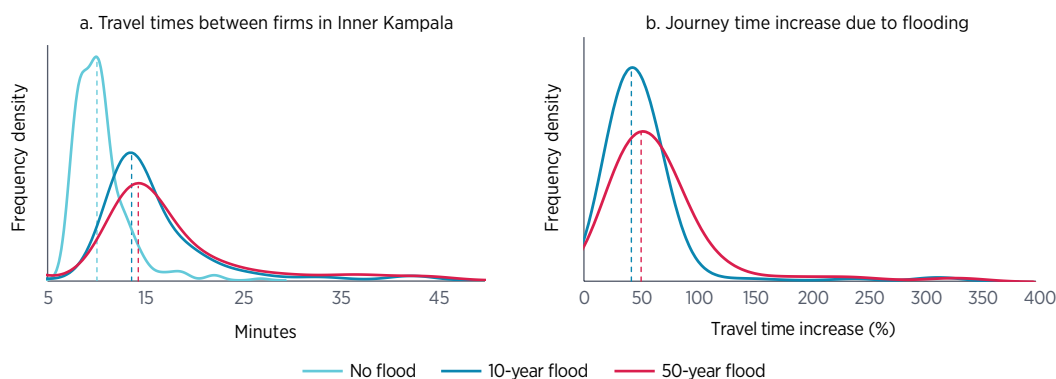 a. Travel times between firms in Inner Kampala
Frequency density
5 15 25 35 45
Minutes
b. Journey time increase due to flooding
Frequency density
0 50 100 150 200 250 300 350 400
Travel time increase (%)
No flood 10-year flood 50-year flood